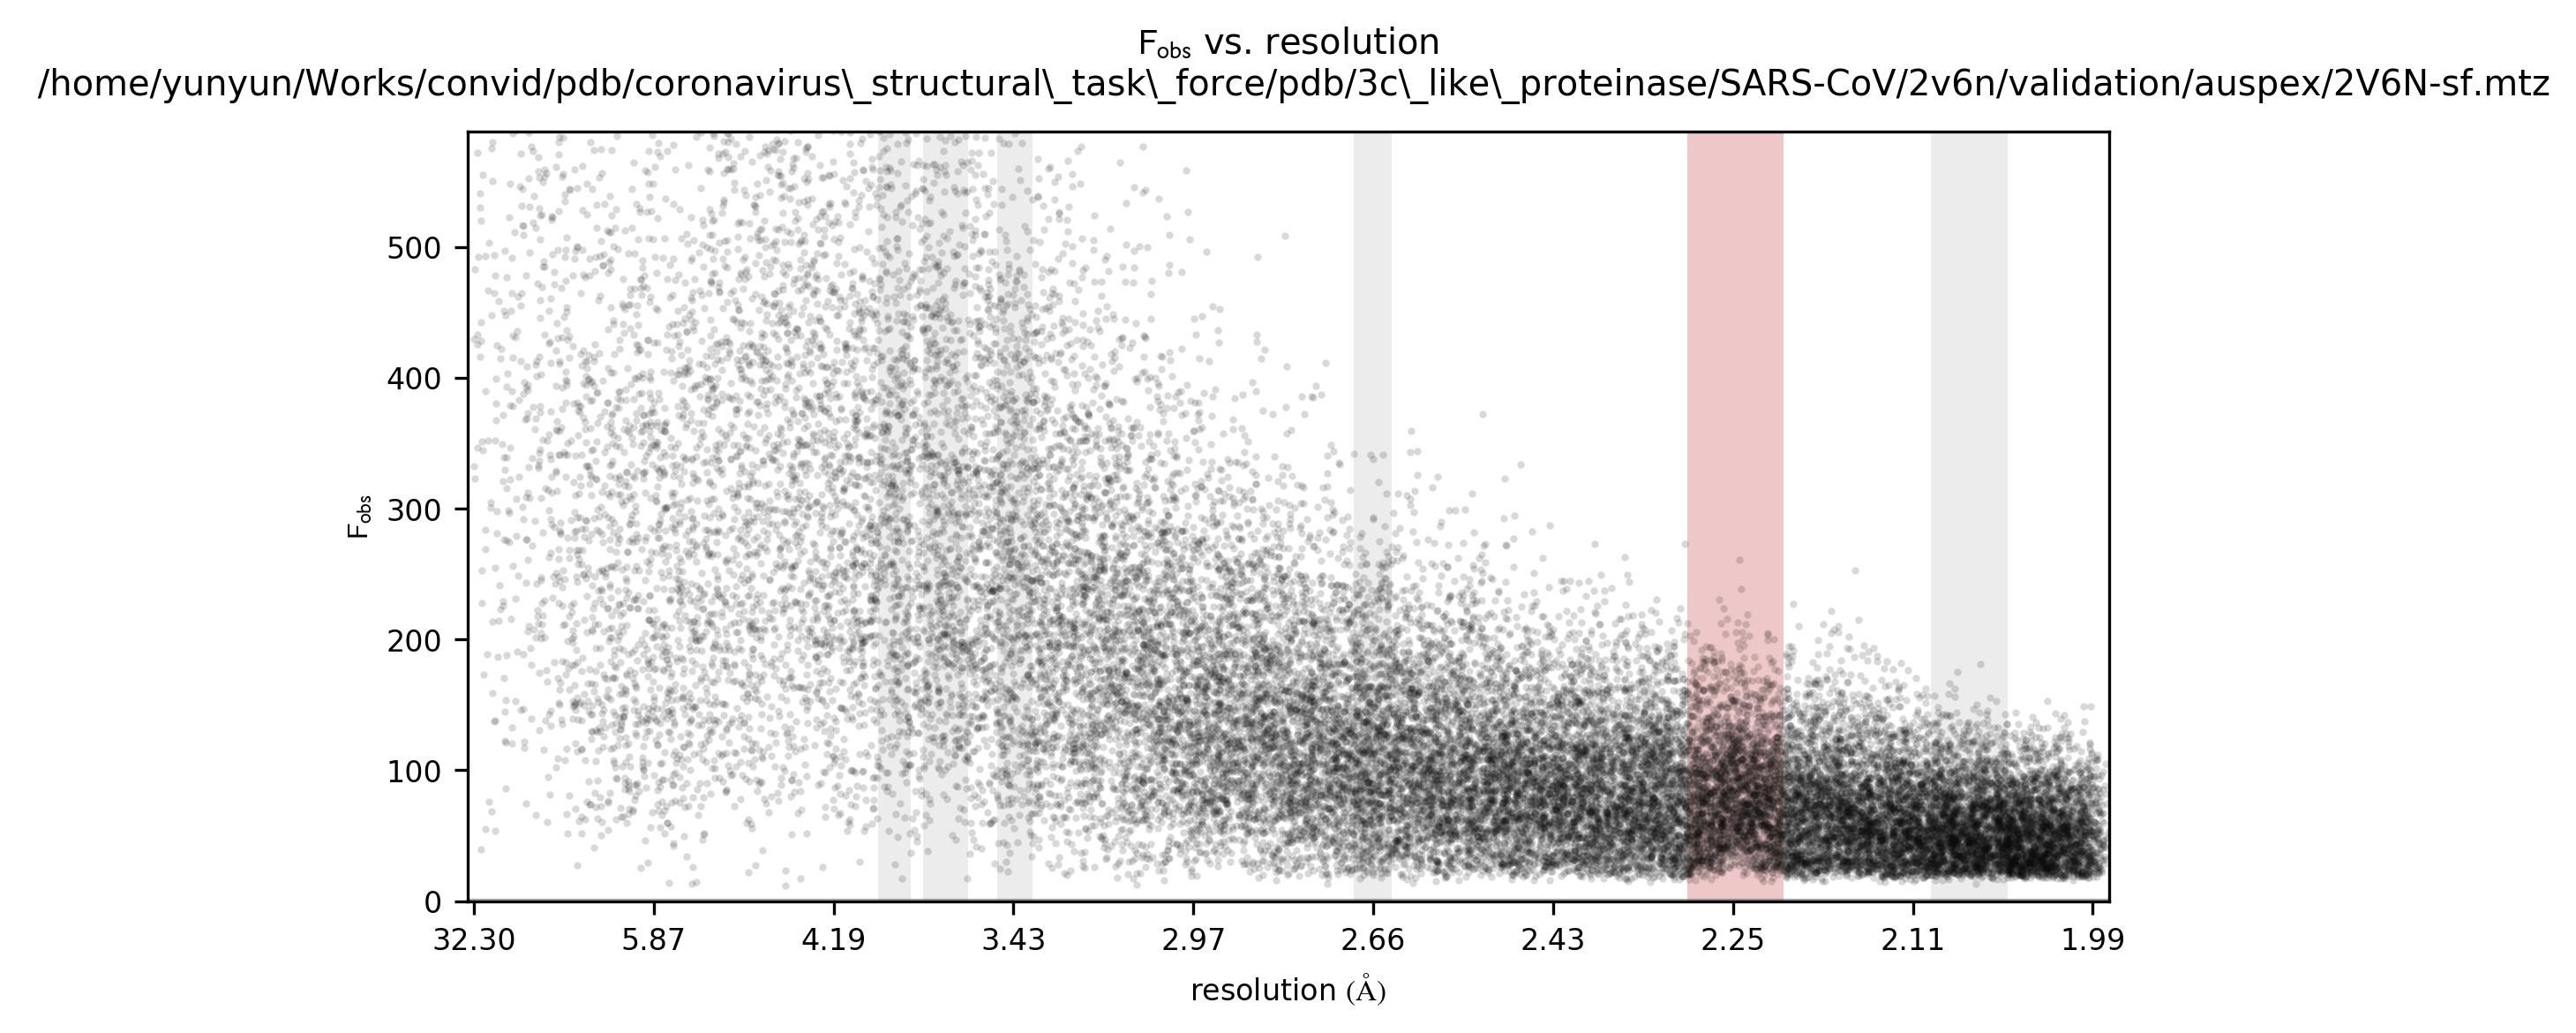 Fobs vs. resolution
/home/yunyun/Works/convid/pdb/coronavirus\_structural\_task\_force/pdb/3c\_like\_proteinase/SARS-CoV/2v6n/validation/auspex/2V6N-sf.mtz
500
400
300
200
100
0
Fobs
32.30 5.87 4.19 3.43 2.97 2.66 2.43 2.25 2.11 1.99
resolution (Å)